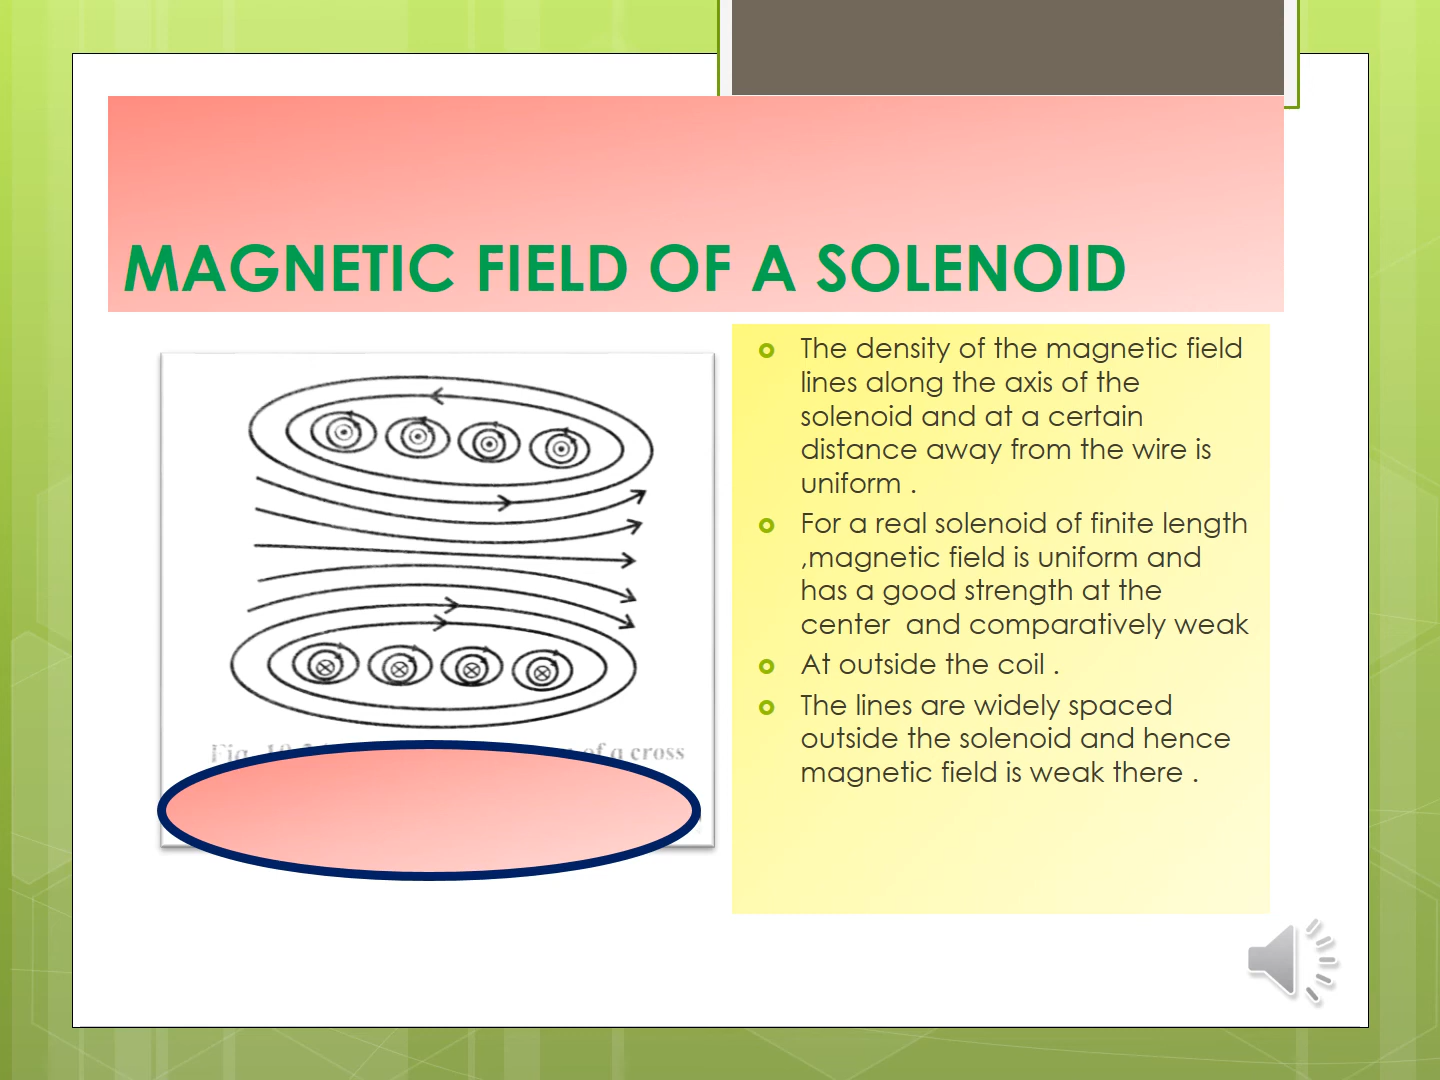 MAGNETIC FIELD OF A SOLENOID
The density of the magnetic field
lines along the axis of the
solenoid and at a certain
distance away from the wire is
uniform .
For a real solenoid of finite length
,magnetic field is uniform and
has a good strength at the
center  and comparatively weak
At outside the coil .
The lines are widely spaced
outside the solenoid and hence
magnetic field is weak there .
of a cross